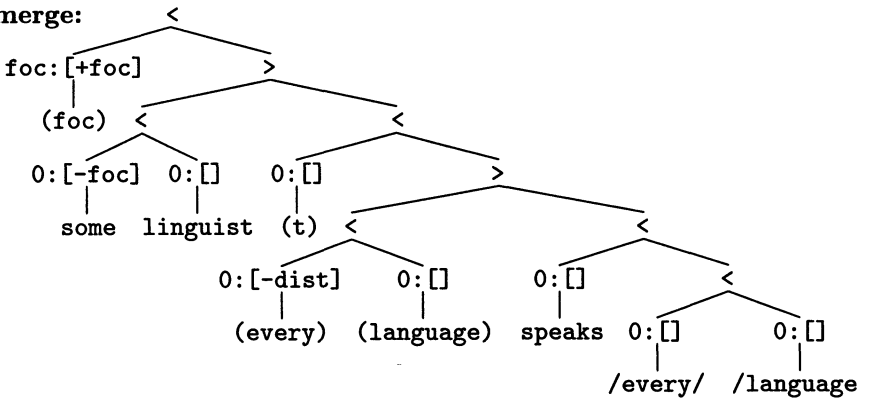 merge: <
foc:[+foc] >
(foc) < <
0:[-foc] 0:[] 0:[] >
some linguist (t) < <
0:[-dist] 0:[] 0:[] <
(every) (language) speaks 0:[] 0:[]
/every/ /language